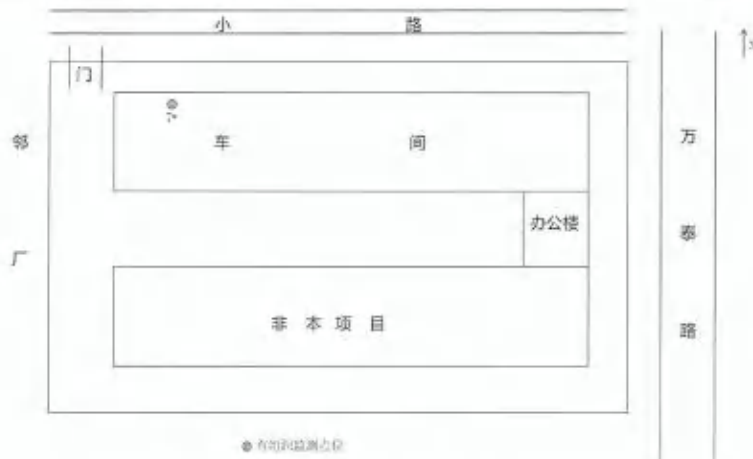 小 路
门
邻 厂
车 间
万 泰 路
办公楼
非 本 项 目